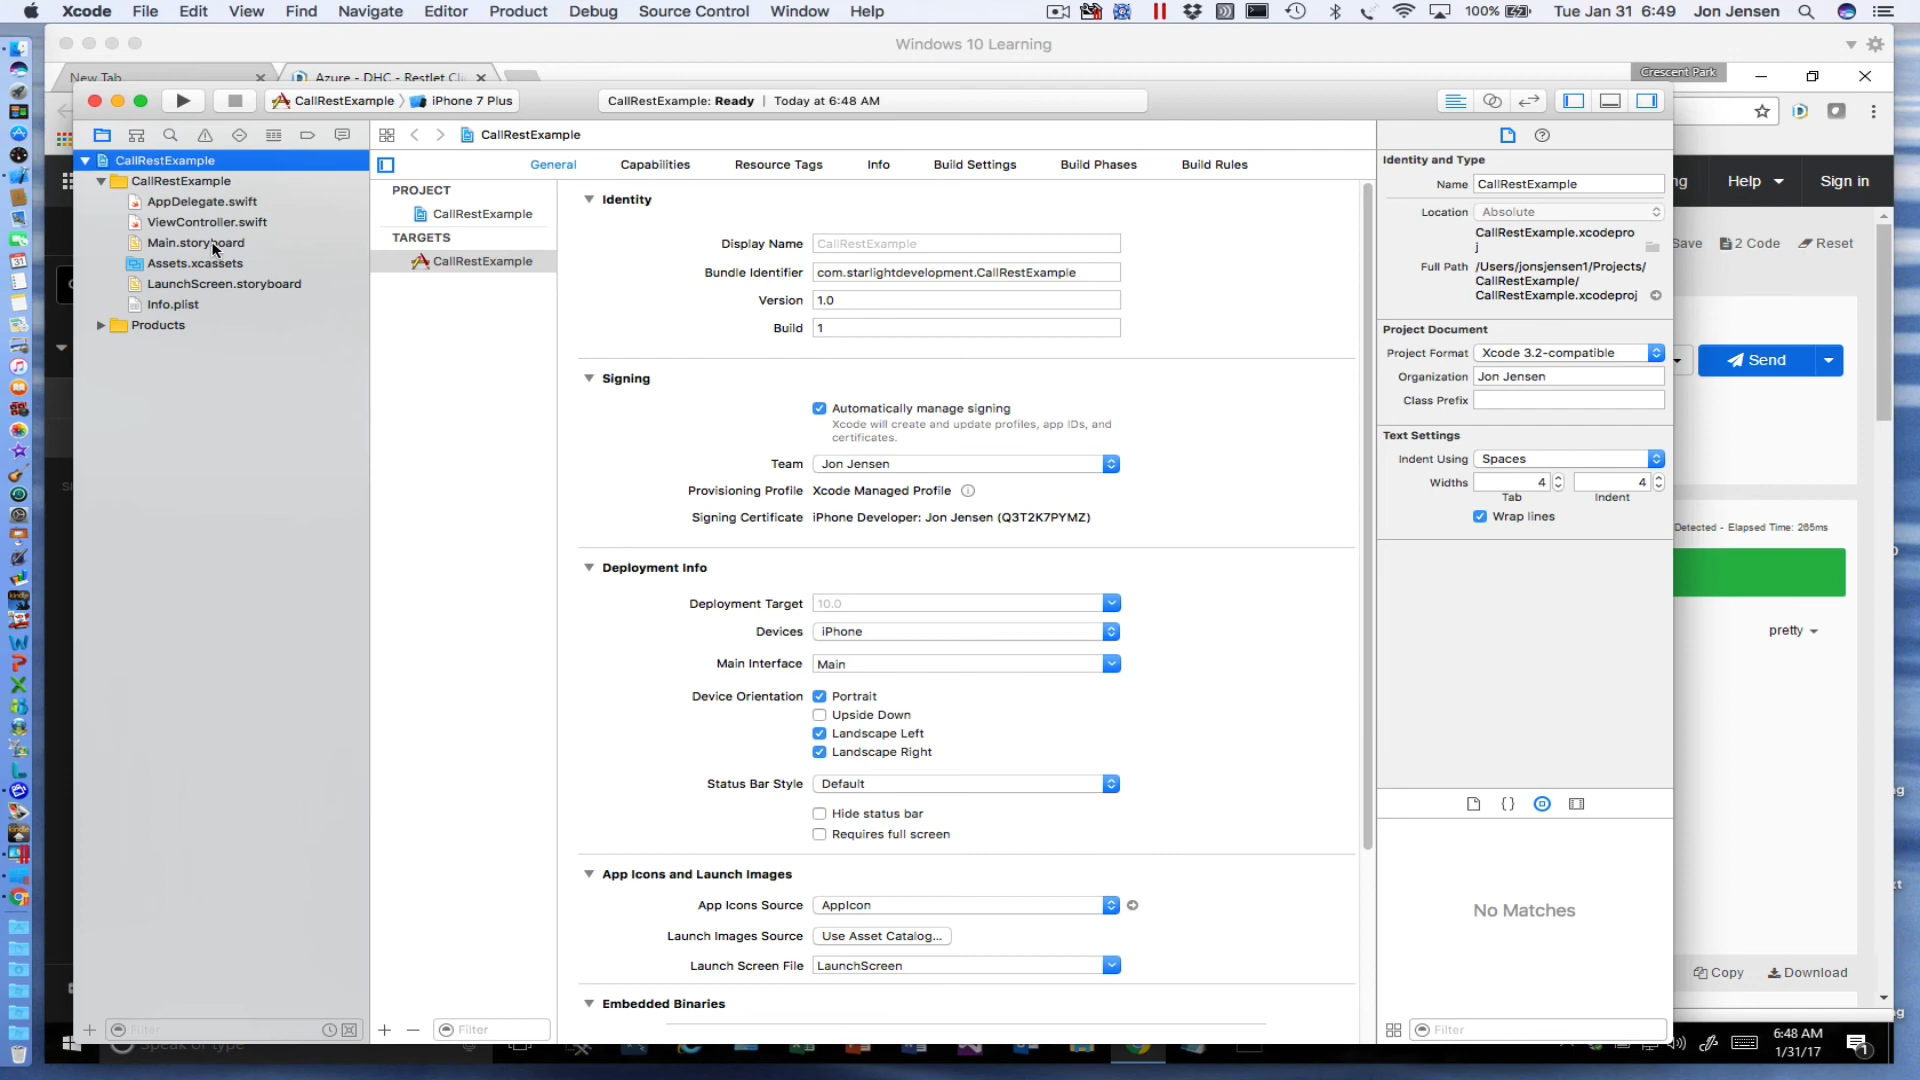 Xcode File Edit View Find Navigate Editor Product Debug Source Control Window Help 100% Tue Jan 31 6:49 Jon Jensen
Windows 10 Learning
New Tab
Azure - DHC - Restlet Cli
Crescent Park
CallRestExample iPhone 7 Plus
CallRestExample: Ready | Today at 6:48 AM
CallRestExample
CallRestExample
AppDelegate.swift
ViewController.swift
Main.storyboard
Assets.xcassets
LaunchScreen.storyboard
Info.plist
Products
Filter
CallRestExample
General Capabilities Resource Tags Info Build Settings Build Phases Build Rules
PROJECT
CallRestExample
TARGETS
CallRestExample
Filter
Identity
Display Name CallRestExample
Bundle Identifier com.starlightdevelopment.CallRestExample
Version 1.0
Build 1
Signing
Automatically manage signing
Xcode will create and update profiles, app IDs, and
certificates.
Team Jon Jensen
Provisioning Profile Xcode Managed Profile
Signing Certificate iPhone Developer: Jon Jensen (Q3T2K7PYMZ)
Deployment Info
Deployment Target 10.0
Devices iPhone
Main Interface Main
Device Orientation Portrait
Upside Down
Landscape Left
Landscape Right
Status Bar Style Default
Hide status bar
Requires full screen
App Icons and Launch Images
App Icons Source AppIcon
Launch Images Source Use Asset Catalog...
Launch Screen File LaunchScreen
Embedded Binaries
Identity and Type
Name CallRestExample
Location Absolute
CallRestExample.xcodepro
j
Full Path /Users/jonsjensen1/Projects/
CallRestExample/
CallRestExample.xcodeproj
Project Document
Project Format Xcode 3.2-compatible
Organization Jon Jensen
Class Prefix
Text Settings
Indent Using Spaces
Widths 4 4
Tab Indent
Wrap lines
{ }
No Matches
Filter
ng Help Sign in
Save 2 Code Reset
Send
Detected - Elapsed Time: 265ms
pretty
Copy Download
Speak or type
6:48 AM
1/31/17
1